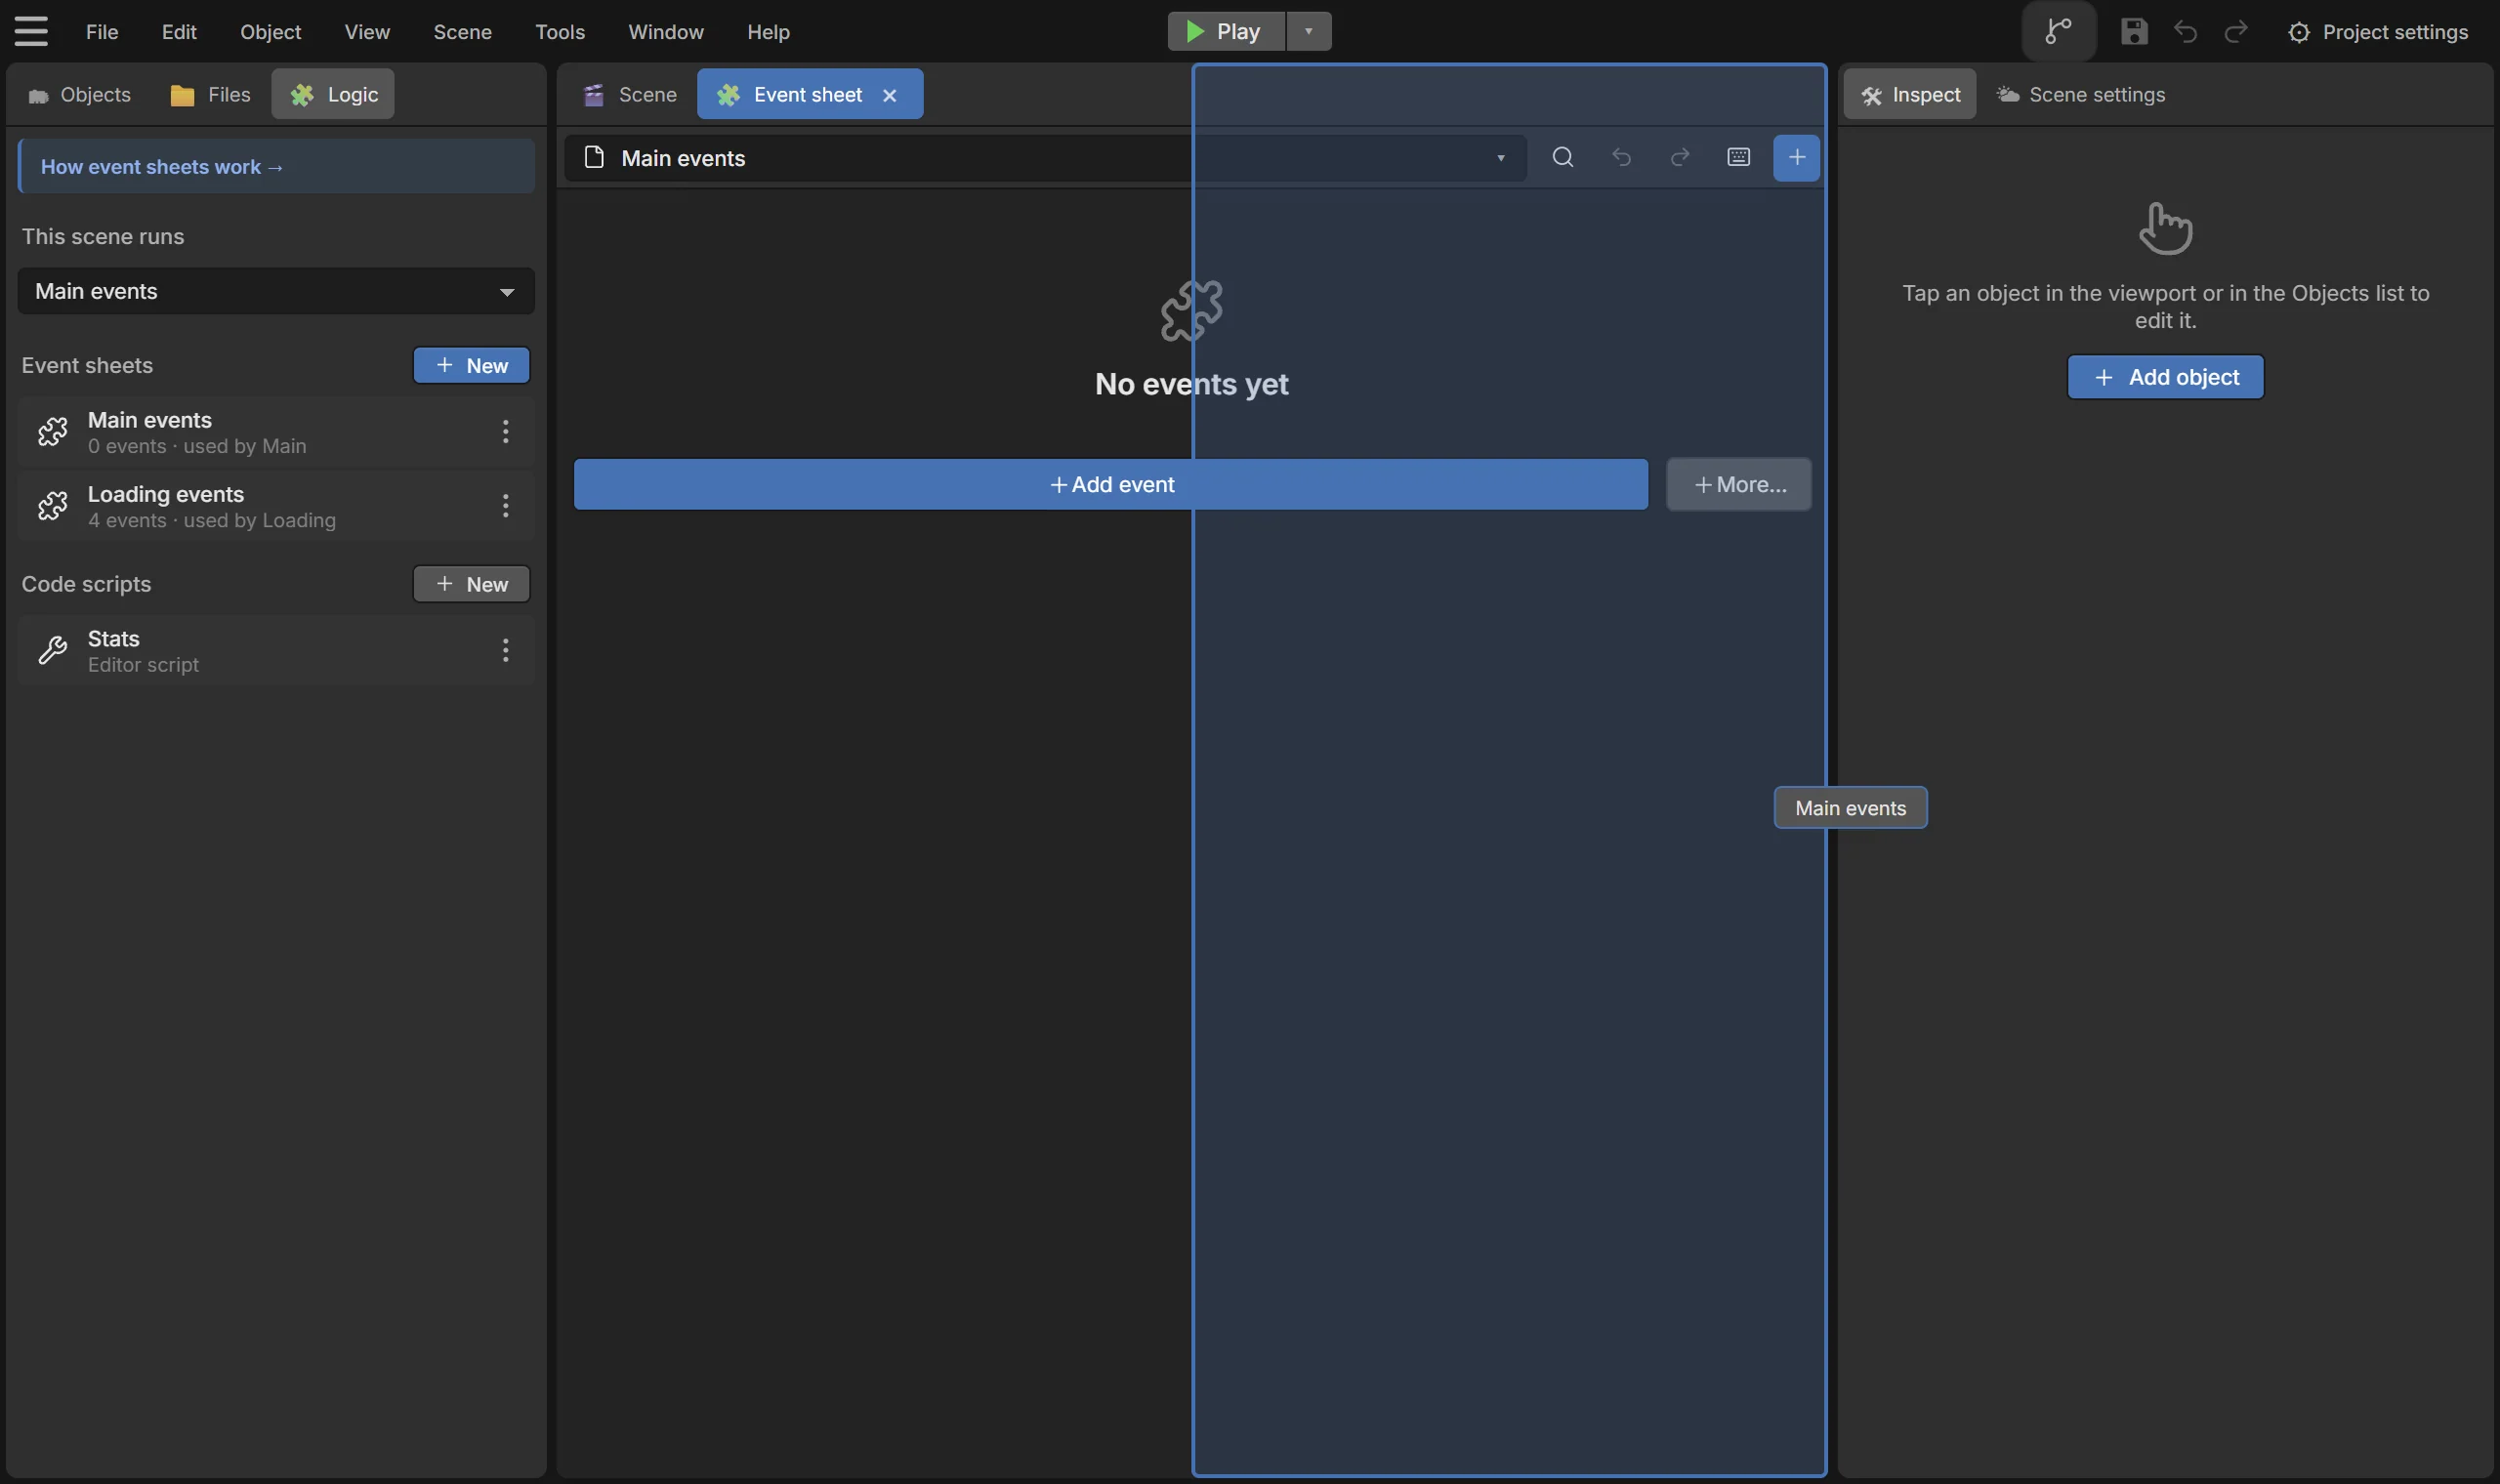 File Edit Object View Scene Tools Window Help
Play
Project settings
Objects Files Logic
Scene Event sheet
Inspect Scene settings
How event sheets work →
This scene runs
Main events
Event sheets
+ New
Main events
0 events · used by Main
Loading events
4 events · used by Loading
Code scripts
+ New
Stats
Editor script
Main events
No events yet
+ Add event
+ More...
Main events
Tap an object in the viewport or in the Objects list to
edit it.
+ Add object